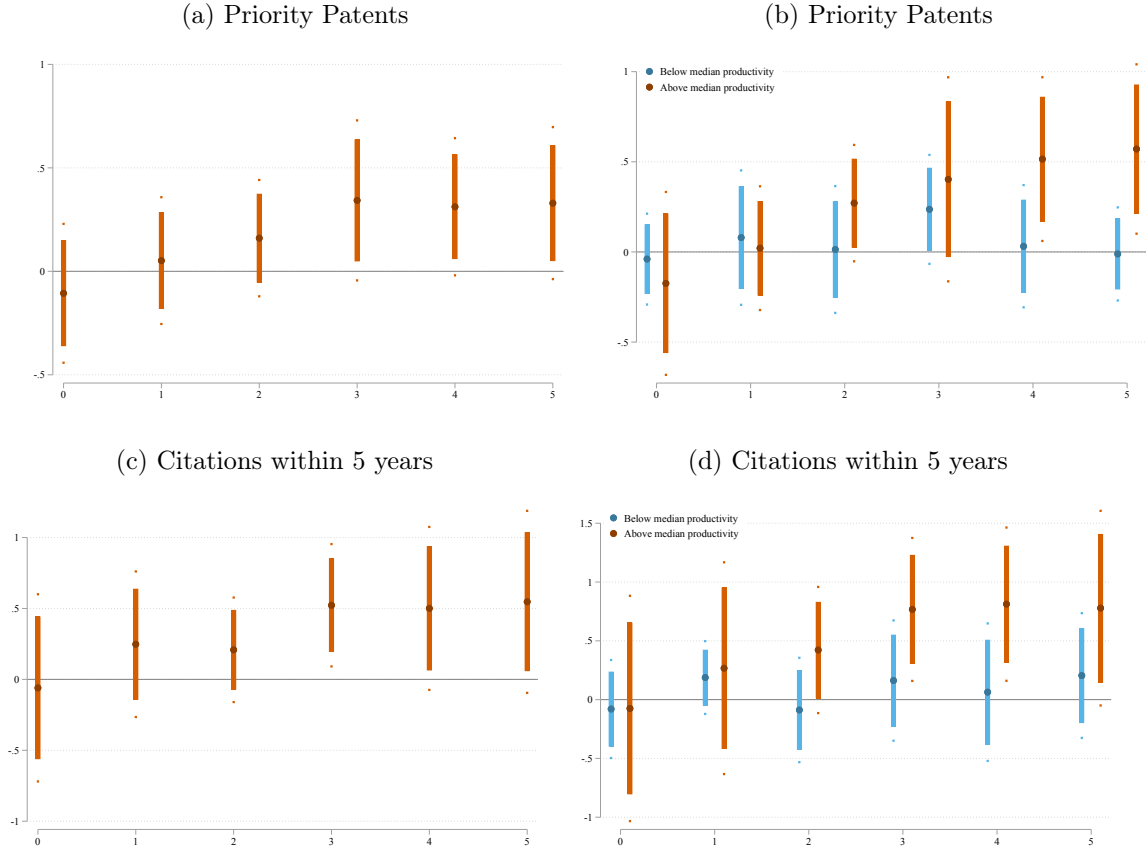 (a) Priority Patents
1
.5
0
-.5
0 1 2 3 4 5
(b) Priority Patents
Below median productivity
Above median productivity
1
.5
0
-.5
0 1 2 3 4 5
(c) Citations within 5 years
1
.5
0
-.5
-1
0 1 2 3 4 5
(d) Citations within 5 years
Below median productivity
Above median productivity
1.5
1
.5
0
-.5
-1
0 1 2 3 4 5